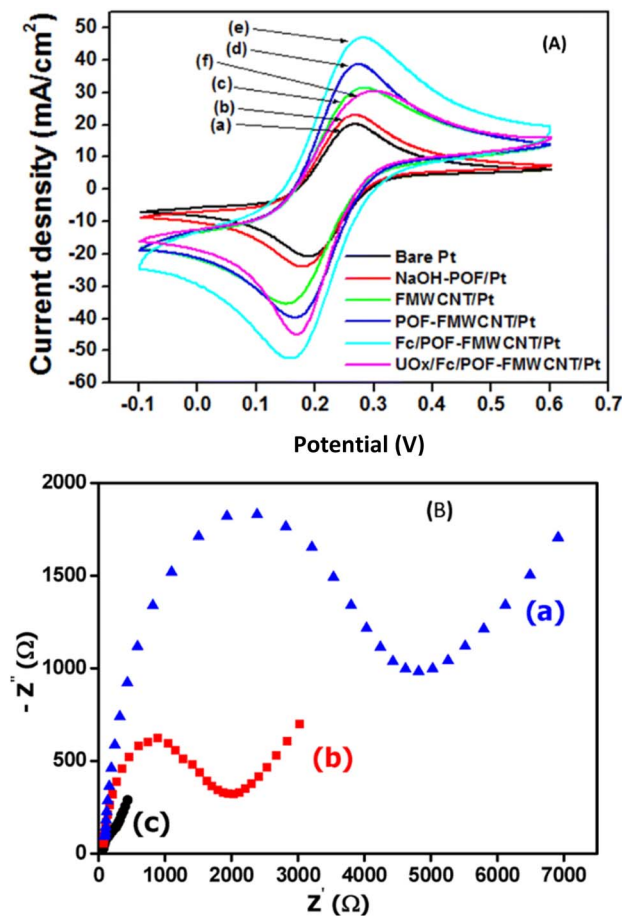 (A)
Current desnsity (mA/cm²)
50
40
30
20
10
0
-10
-20
-30
-40
-50
-60
(e)
(d)
(f)
(c)
(b)
(a)
Bare Pt
NaOH-POF/Pt
FMWCNT/Pt
POF-FMWCNT/Pt
Fc/POF-FMWCNT/Pt
UOx/Fc/POF-FMWCNT/Pt
-0.1 0.0 0.1 0.2 0.3 0.4 0.5 0.6 0.7
Potential (V)
(B)
- Z" (Ω)
2000
1500
1000
500
0
(a)
(b)
(c)
0 1000 2000 3000 4000 5000 6000 7000
Z' (Ω)